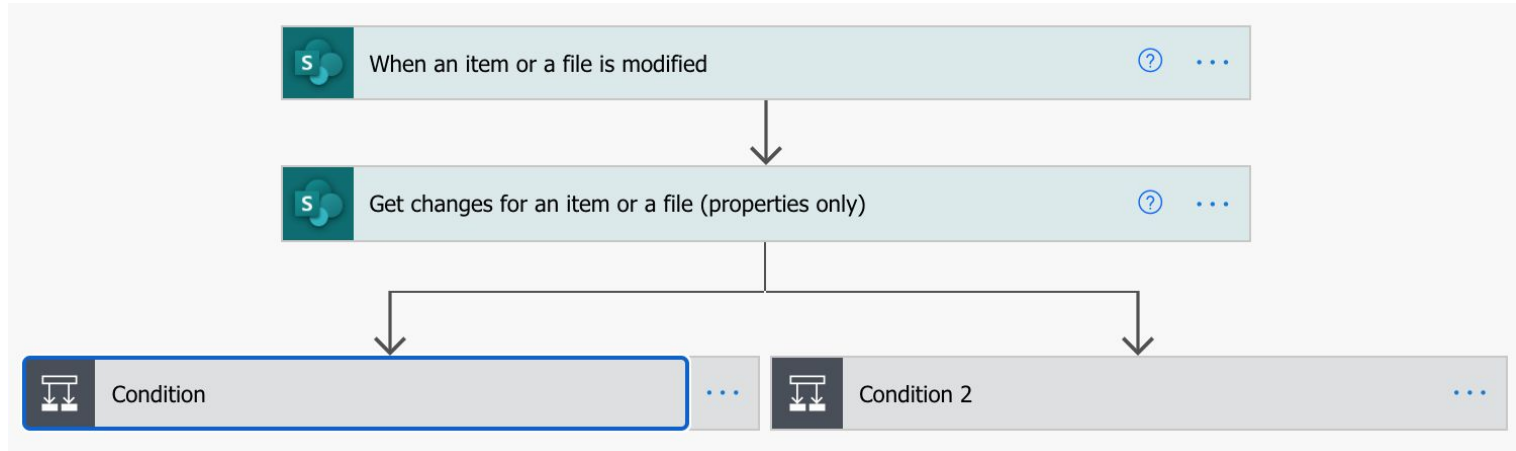 S
When an item or a file is modified
?
S
Get changes for an item or a file (properties only)
?
Condition
Condition 2